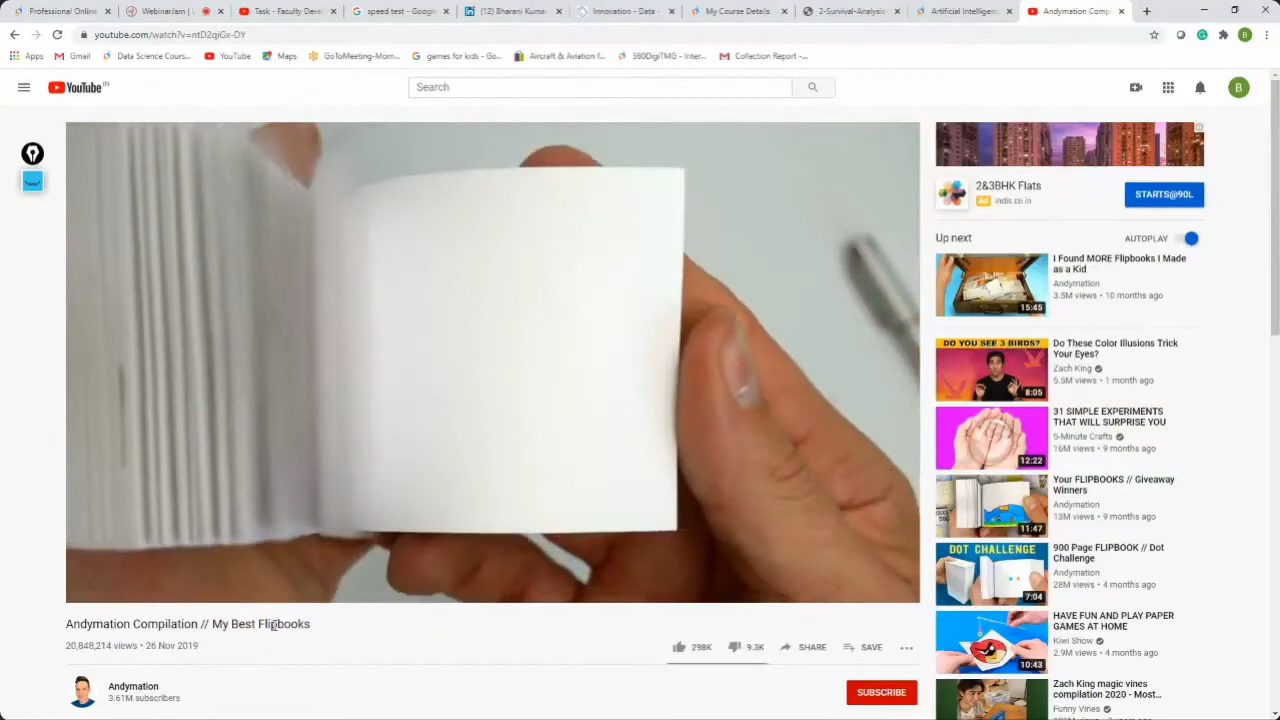 Professional Online
WebinarJam | L
Task - Faculty Deve
speed test - Google
(12) Bharani Kuma
Innovations - Data
My Course Details
2-Survival-Analysis
Artificial Intelligenc
Andymation Comp
youtube.com/watch?v=ntD2qiGx-DY
B
Apps
Gmail
Data Science Cours...
YouTube
Maps
GoToMeeting-Morn...
games for kids - Go...
Aircraft & Aviation f...
360DigiTMG - Inter...
Collection Report -...
YouTube IN
Search
B
2&3BHK Flats
Ad indis.co.in
STARTS@90L
Up next
AUTOPLAY
I Found MORE Flipbooks I Made
as a Kid
Andymation
3.5M views • 10 months ago
15:45
DO YOU SEE 3 BIRDS?
8:05
Do These Color Illusions Trick
Your Eyes?
Zach King
5.5M views • 1 month ago
12:22
31 SIMPLE EXPERIMENTS
THAT WILL SURPRISE YOU
5-Minute Crafts
16M views • 9 months ago
11:47
Your FLIPBOOKS // Giveaway
Winners
Andymation
13M views • 9 months ago
DOT CHALLENGE
7:04
900 Page FLIPBOOK // Dot
Challenge
Andymation
28M views • 4 months ago
10:43
HAVE FUN AND PLAY PAPER
GAMES AT HOME
Kiwi Show
2.9M views • 4 months ago
Zach King magic vines
compilation 2020 - Most...
Funny Vines
Andymation Compilation // My Best Flipbooks
20,848,214 views • 26 Nov 2019
298K
9.3K
SHARE
SAVE
Andymation
3.61M subscribers
SUBSCRIBE